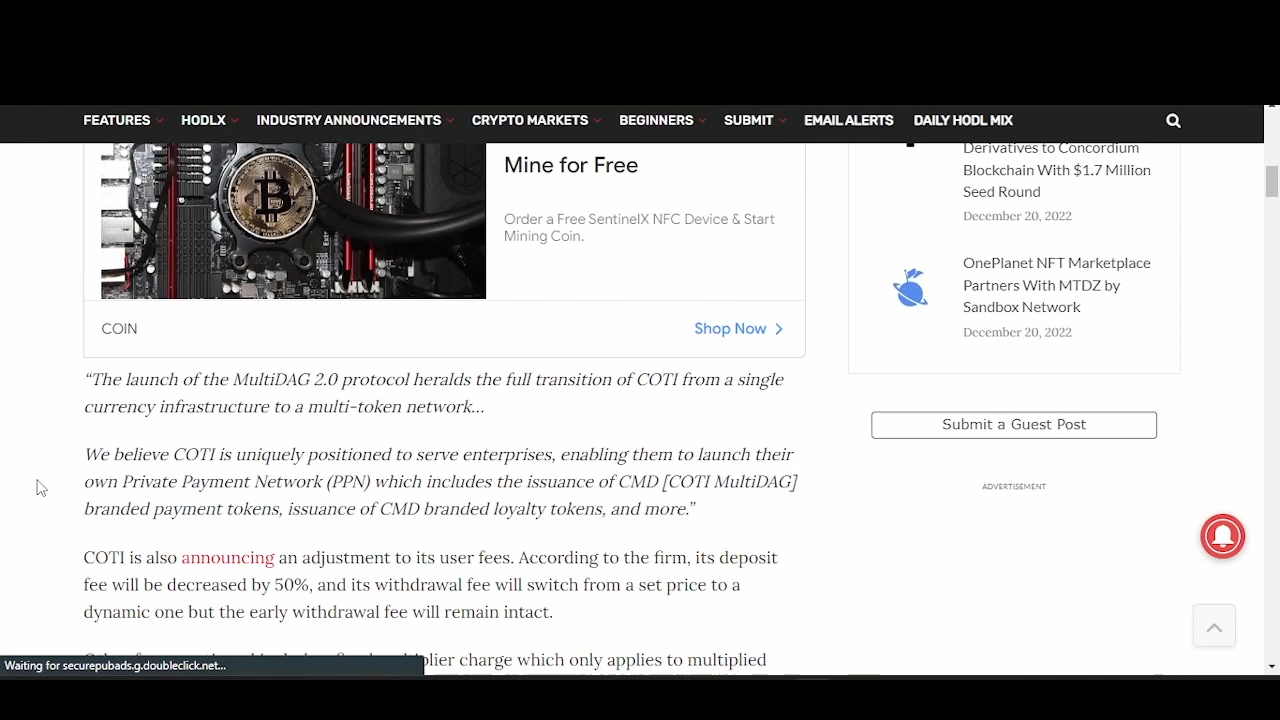 FEATURES HODLX INDUSTRY ANNOUNCEMENTS CRYPTO MARKETS BEGINNERS SUBMIT EMAIL ALERTS DAILY HODL MIX
Mine for Free
Order a Free SentinelX NFC Device & Start
Mining Coin.
COIN
Shop Now
“The launch of the MultiDAG 2.0 protocol heralds the full transition of COTI from a single
currency infrastructure to a multi-token network…
We believe COTI is uniquely positioned to serve enterprises, enabling them to launch their
own Private Payment Network (PPN) which includes the issuance of CMD [COTI MultiDAG]
branded payment tokens, issuance of CMD branded loyalty tokens, and more.”
COTI is also announcing an adjustment to its user fees. According to the firm, its deposit
fee will be decreased by 50%, and its withdrawal fee will switch from a set price to a
dynamic one but the early withdrawal fee will remain intact.
charge which only applies to multiplied
Waiting for securepubads.g.doubleclick.net...
Derivatives to Concordium
Blockchain With $1.7 Million
Seed Round
December 20, 2022
OnePlanet NFT Marketplace
Partners With MTDZ by
Sandbox Network
December 20, 2022
Submit a Guest Post
ADVERTISEMENT